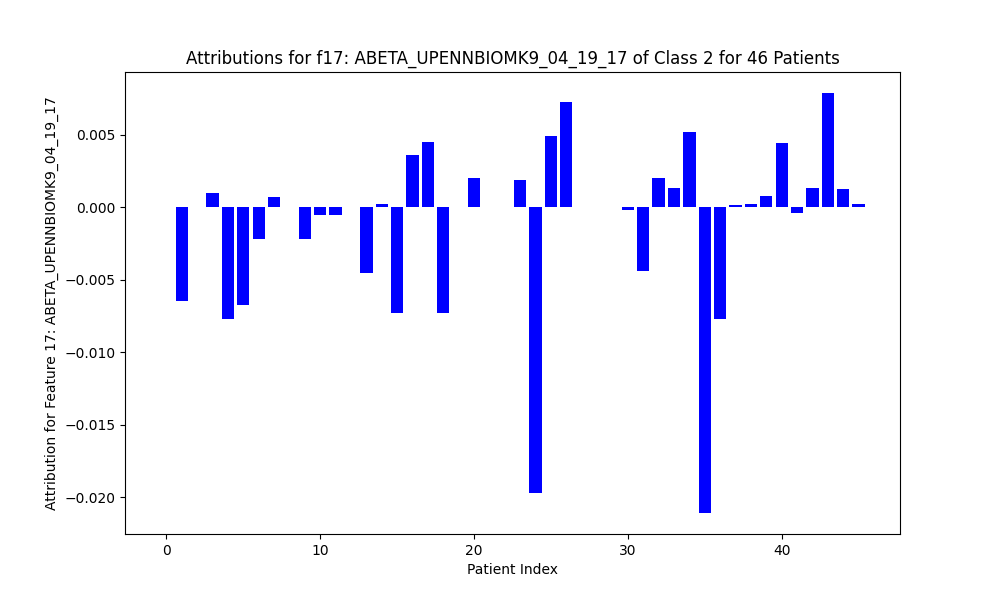 Attributions for f17: ABETA_UPENNBIOMK9_04_19_17 of Class 2 for 46 Patients
Attribution for Feature 17: ABETA_UPENNBIOMK9_04_19_17
0.005
0.000
−0.005
−0.010
−0.015
−0.020
0 10 20 30 40
Patient Index